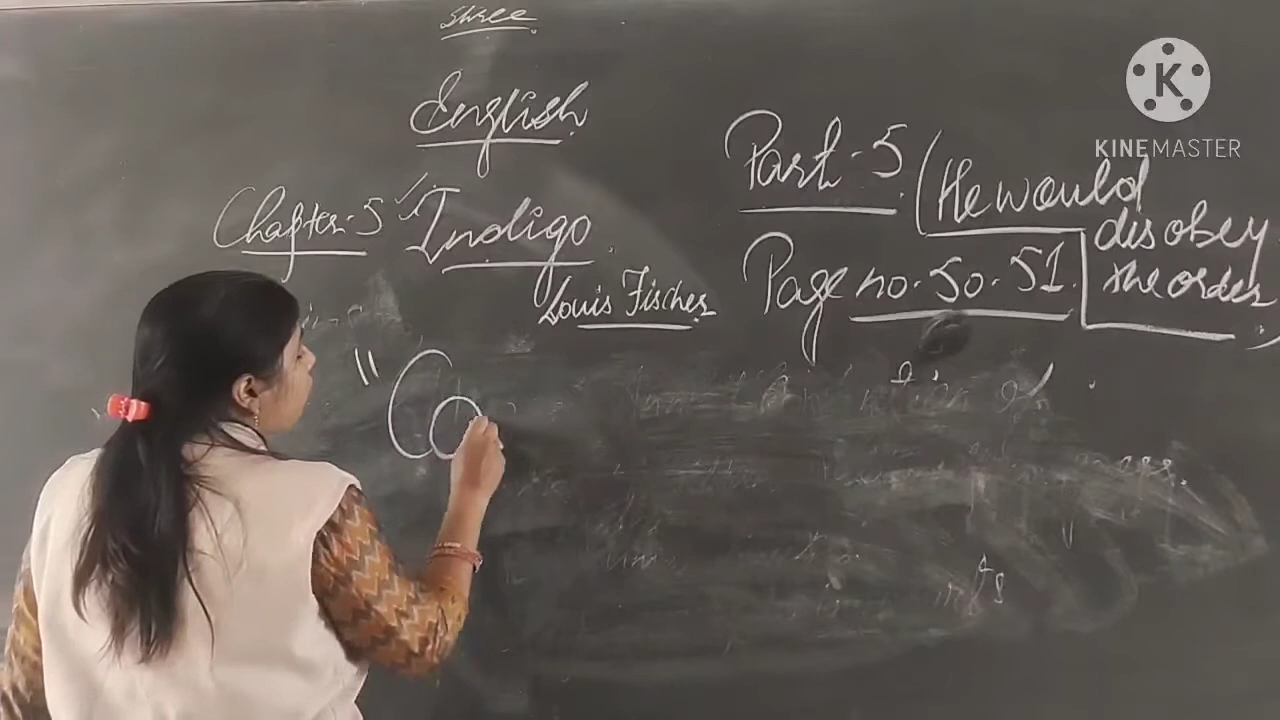 Shree
English
Chapter-5 Indigo
Louis Fischer
Part-5 (He would
disobey
the order)
Page no. 50. 51.
" Co
K
KINEMASTER